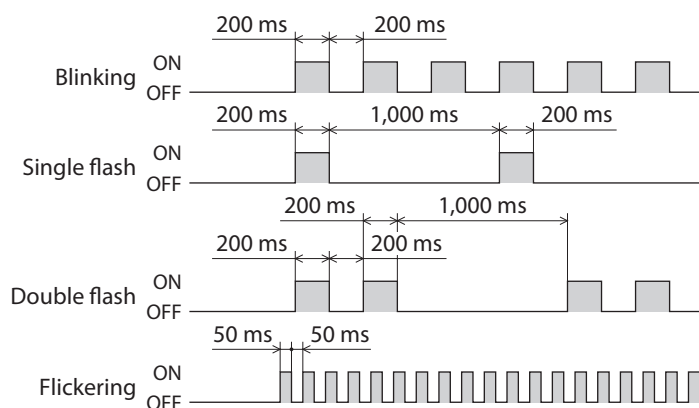 200 ms 200 ms
Blinking ON
OFF
200 ms 1,000 ms 200 ms
Single flash ON
OFF
200 ms 1,000 ms
200 ms 200 ms
Double flash ON
OFF
50 ms 50 ms
Flickering ON
OFF